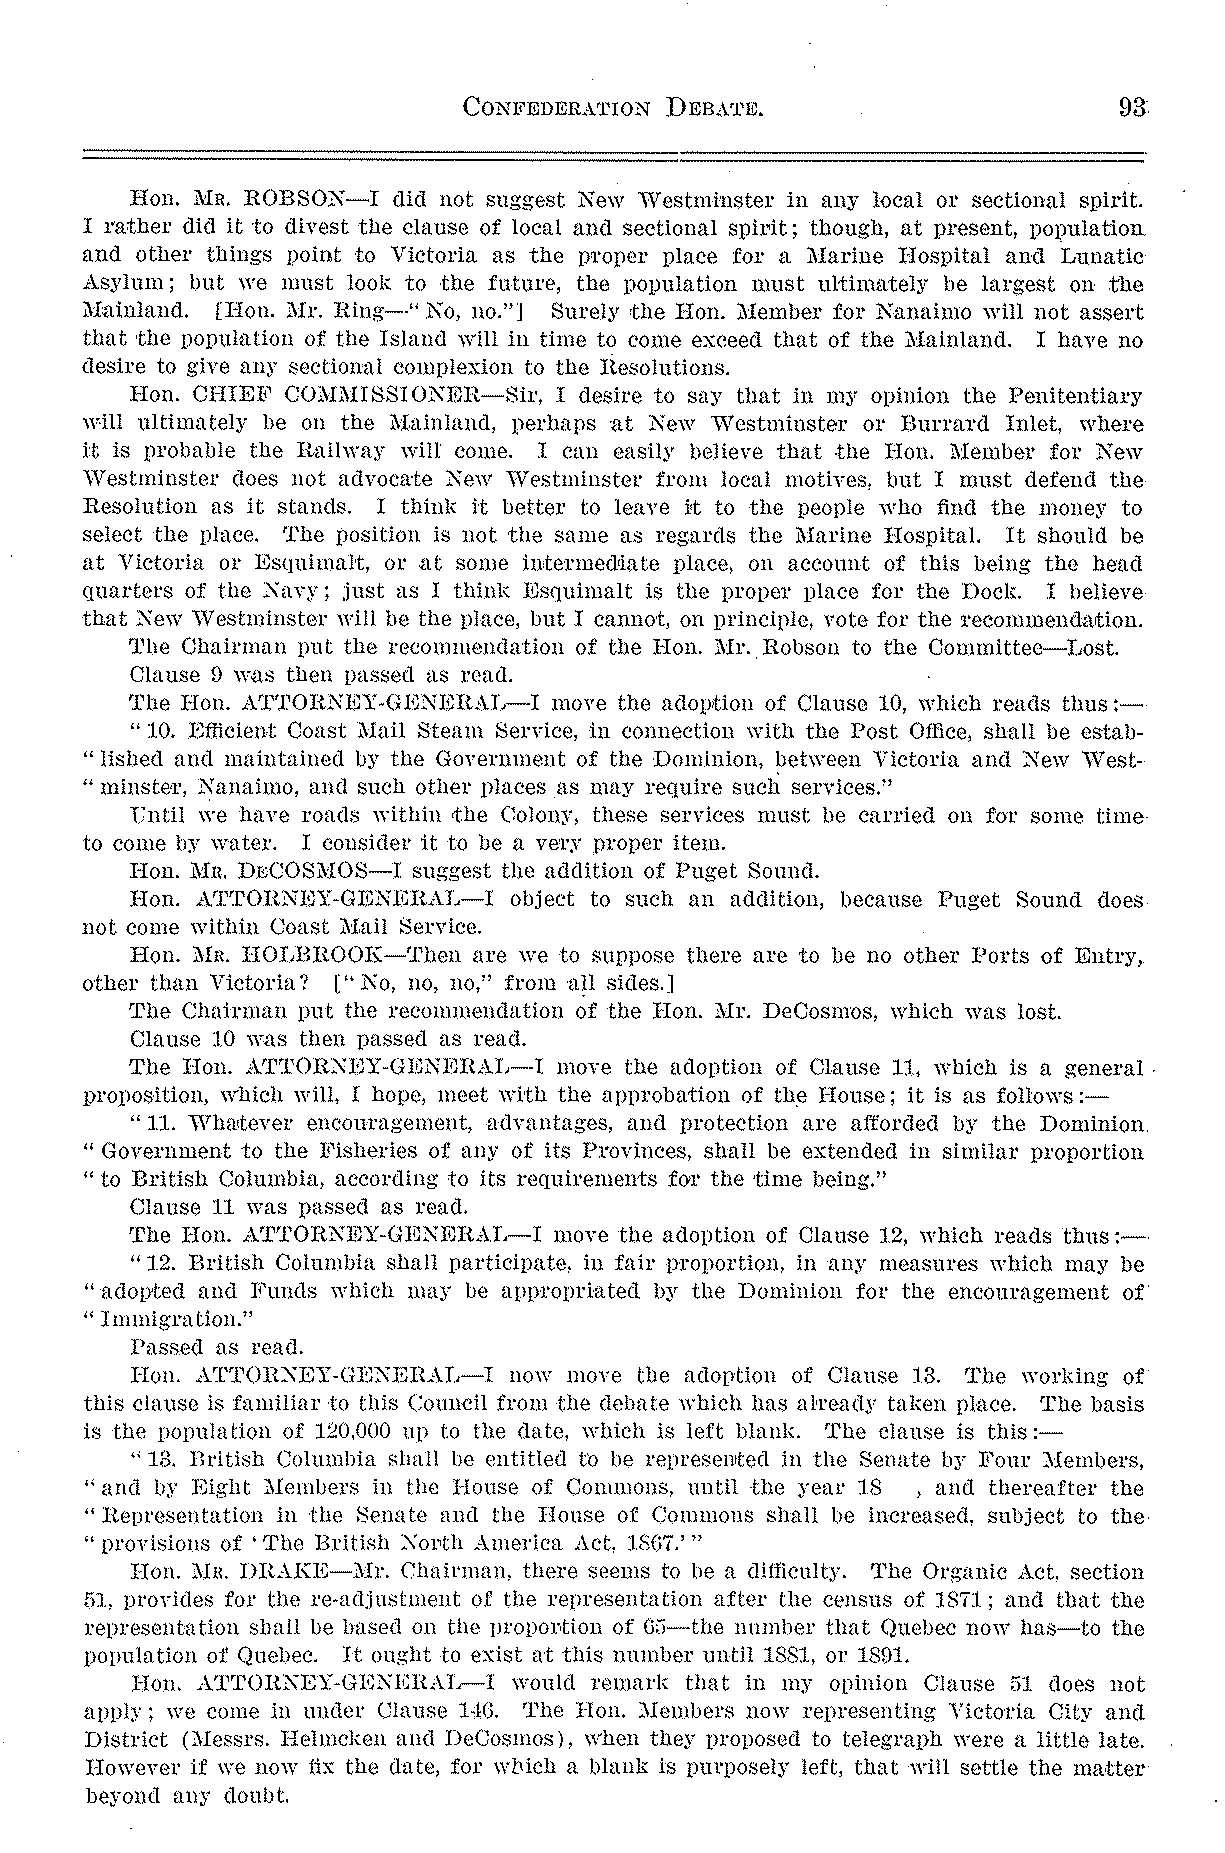 CONFEDERATION DEBATE. 93
Hon. MR. ROBSON—I did not suggest New Westminster in any local or sectional spirit.
I rather did it to divest the clause of local and sectional spirit; though, at present, population
and other things point to Victoria as the proper place for a Marine Hospital and Lunatic
Asylum; but we must look to the future, the population must ultimately be largest on the
Mainland. [Hon. Mr. Ring—"No, no."] Surely the Hon. Member for Nanaimo will not assert
that the population of the Island will in time to come exceed that of the Mainland. I have no
desire to give any sectional complexion to the Resolutions.
Hon. CHIEF COMMISSIONER—Sir, I desire to say that in my opinion the Penitentiary
will ultimately be on the Mainland, perhaps at New Westminster or Burrard Inlet, where
it is probable the Railway will come. I can easily believe that the Hon. Member for New
Westminster does not advocate New Westminster from local motives, but I must defend the
Resolution as it stands. I think it better to leave it to the people who find the money to
select the place. The position is not the same as regards the Marine Hospital. It should be
at Victoria or Esquimalt, or at some intermediate place, on account of this being the head
quarters of the Navy; just as I think Esquimalt is the proper place for the Dock. I believe
that New Westminster will be the place, but I cannot, on principle, vote for the recommendation.
The Chairman put the recommendation of the Hon. Mr. Robson to the Committee—Lost.
Clause 9 was then passed as read.
The Hon. ATTORNEY-GENERAL—I move the adoption of Clause 10, which reads thus:—
"10. Efficient Coast Mail Steam Service, in connection with the Post Office, shall be estab-
"lished and maintained by the Government of the Dominion, between Victoria and New West-
"minster, Nanaimo, and such other places as may require such services."
Until we have roads within the Colony, these services must be carried on for some time
to come by water. I consider it to be a very proper item.
Hon. MR. DECOSMOS—I suggest the addition of Puget Sound.
Hon. ATTORNEY-GENERAL—I object to such an addition, because Puget Sound does
not come within Coast Mail Service.
Hon. MR. HOLBROOK—Then are we to suppose there are to be no other Ports of Entry,
other than Victoria? ["No, no, no," from all sides.]
The Chairman put the recommendation of the Hon. Mr. DeCosmos, which was lost.
Clause 10 was then passed as read.
The Hon. ATTORNEY-GENERAL—I move the adoption of Clause 11, which is a general
proposition, which will, I hope, meet with the approbation of the House; it is as follows:—
"11. Whatever encouragement, advantages, and protection are afforded by the Dominion
"Government to the Fisheries of any of its Provinces, shall be extended in similar proportion
"to British Columbia, according to its requirements for the time being."
Clause 11 was passed as read.
The Hon. ATTORNEY-GENERAL—I move the adoption of Clause 12, which reads thus:—
"12. British Columbia shall participate, in fair proportion, in any measures which may be
"adopted and Funds which may be appropriated by the Dominion for the encouragement of
"Immigration."
Passed as read.
Hon. ATTORNEY-GENERAL—I now move the adoption of Clause 13. The working of
this clause is familiar to this Council from the debate which has already taken place. The basis
is the population of 120,000 up to the date, which is left blank. The clause is this:—
"13. British Columbia shall be entitled to be represented in the Senate by Four Members,
"and by Eight Members in the House of Commons, until the year 18 , and thereafter the
"Representation in the Senate and the House of Commons shall be increased, subject to the
"provisions of 'The British North America Act, 1867.'"
Hon. MR. DRAKE—Mr. Chairman, there seems to be a difficulty. The Organic Act, section
51, provides for the re-adjustment of the representation after the census of 1871; and that the
representation shall be based on the proportion of 65—the number that Quebec now has—to the
population of Quebec. It ought to exist at this number until 1881, or 1891.
Hon. ATTORNEY-GENERAL—I would remark that in my opinion Clause 51 does not
apply; we come in under Clause 146. The Hon. Members now representing Victoria City and
District (Messrs. Helmcken and DeCosmos), when they proposed to telegraph were a little late.
However if we now fix the date, for which a blank is purposely left, that will settle the matter
beyond any doubt.